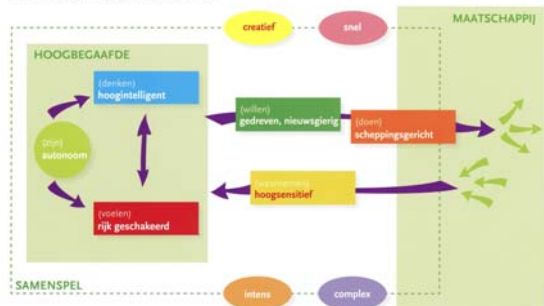 creatief
snel
MAATSCHAPPIJ
HOOGBEGAAFDE
(denken)
hoogintelligent
(willen)
gedreven, nieuwsgierig
(doen)
scheppingsgericht
(zijn)
autonoom
(waarnemen)
hoogsensitief
(voelen)
rijk geschakeerd
SAMENSPEL
intens
complex